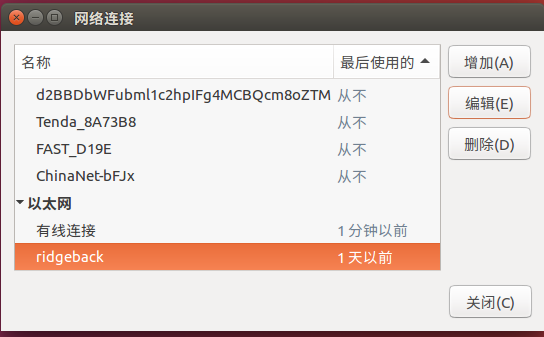 网络连接
名称 最后使用的
增加(A)
d2BBDbWFubml1c2hpIFg4MCBQcm8oZTM 从不
编辑(E)
Tenda_8A73B8 从不
删除(D)
FAST_D19E 从不
ChinaNet-bFJx 从不
以太网
有线连接 1 分钟以前
ridgeback 1 天以前
关闭(C)